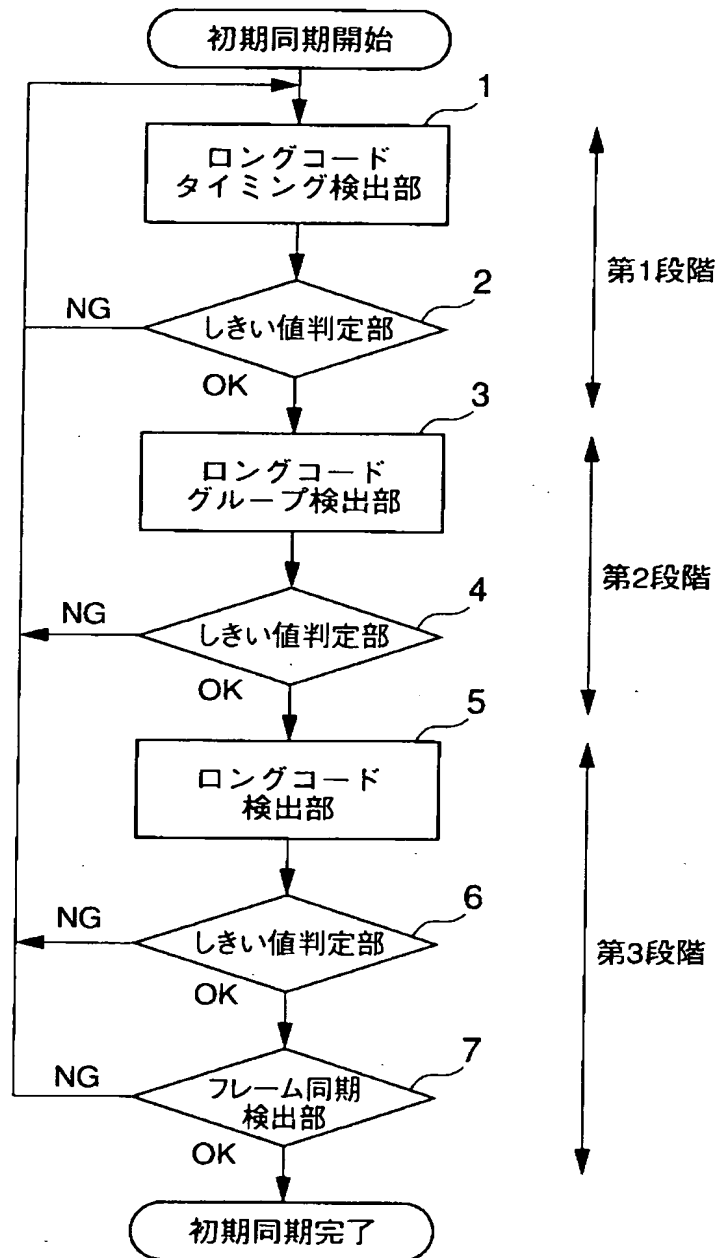 初期同期開始
1
ロングコード
タイミング検出部
第1段階
2
NG
しきい値判定部
OK
3
ロングコード
グループ検出部
第2段階
4
NG
しきい値判定部
OK
5
ロングコード
検出部
6
NG
しきい値判定部
第3段階
OK
7
NG
フレーム同期
検出部
OK
初期同期完了